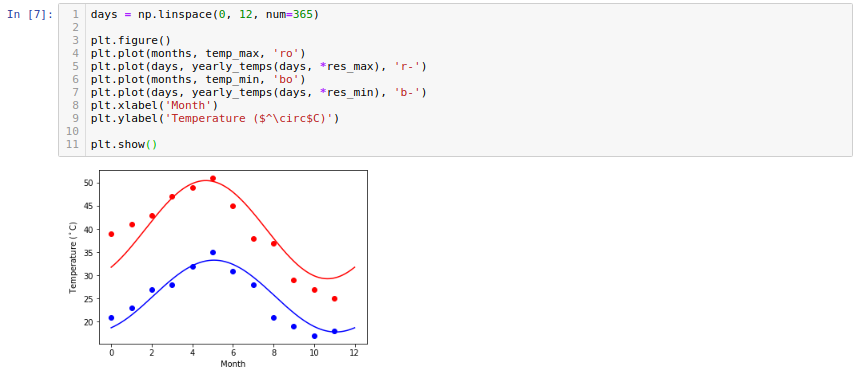 In [7]:
1 days = np.linspace(0, 12, num=365)
2
3 plt.figure()
4 plt.plot(months, temp_max, 'ro')
5 plt.plot(days, yearly_temps(days, *res_max), 'r-')
6 plt.plot(months, temp_min, 'bo')
7 plt.plot(days, yearly_temps(days, *res_min), 'b-')
8 plt.xlabel('Month')
9 plt.ylabel('Temperature ($^\circ$C)')
10
11 plt.show()
Temperature (°C)
50
45
40
35
30
25
20
0 2 4 6 8 10 12
Month